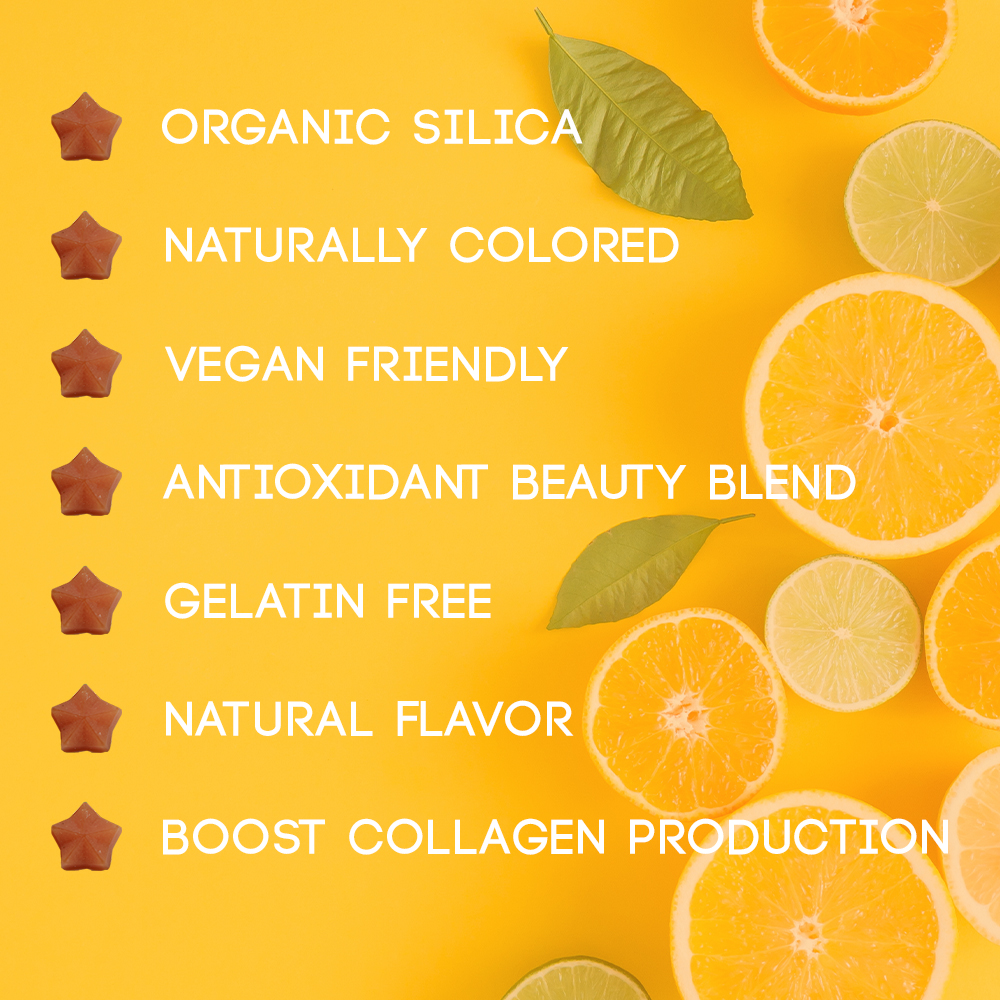 ORGANIC SILICA
NATURALLY COLORED
VEGAN FRIENDLY
ANTIOXIDANT BEAUTY BLEND
GELATIN FREE
NATURAL FLAVOR
BOOST COLLAGEN PRODUCTION